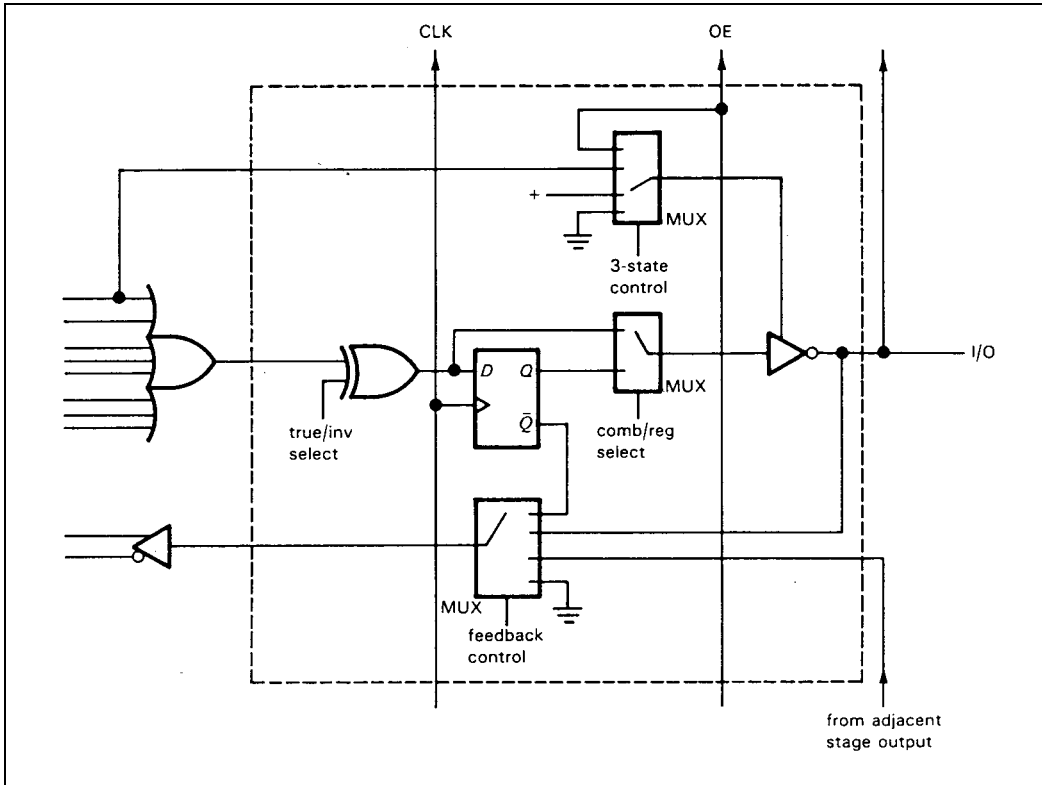 CLK
OE
+
MUX
3-state
control
I/O
D
Q
MUX
Q̅
true/inv
select
comb/reg
select
MUX
feedback
control
from adjacent
stage output